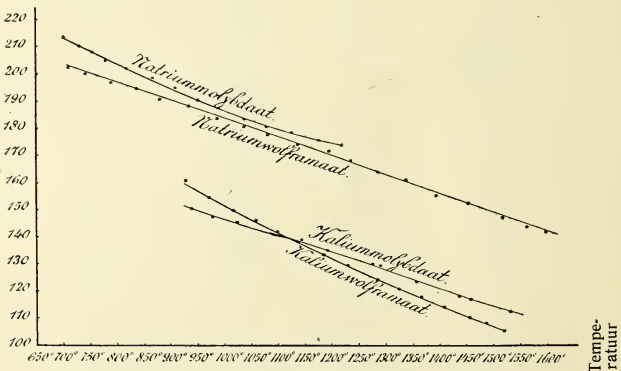 220
210
200
190
180
170
160
150
140
130
120
110
100
Natriummolybdaat.
Natriumwolframaat.
Kaliummolybdaat.
Kaliumwolframaat.
650° 700° 750° 800° 850° 900° 950° 1000° 1050° 1100° 1150° 1200° 1250° 1300° 1350° 1400° 1450° 1500° 1550° 1600°
Tempe-
ratuur